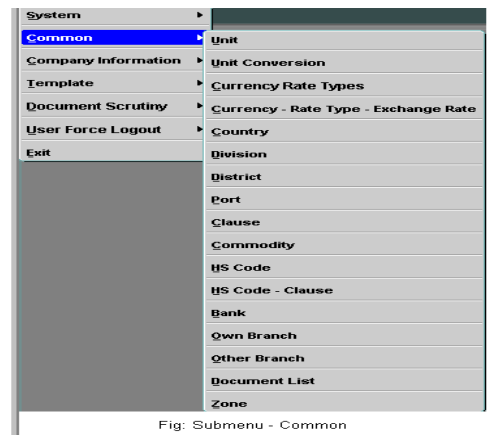 System
Common
Company Information
Template
Document Scrutiny
User Force Logout
Exit
Unit
Unit Conversion
Currency Rate Types
Currency - Rate Type - Exchange Rate
Country
Division
District
Port
Clause
Commodity
HS Code
HS Code - Clause
Bank
Own Branch
Other Branch
Document List
Zone
Fig: Submenu - Common